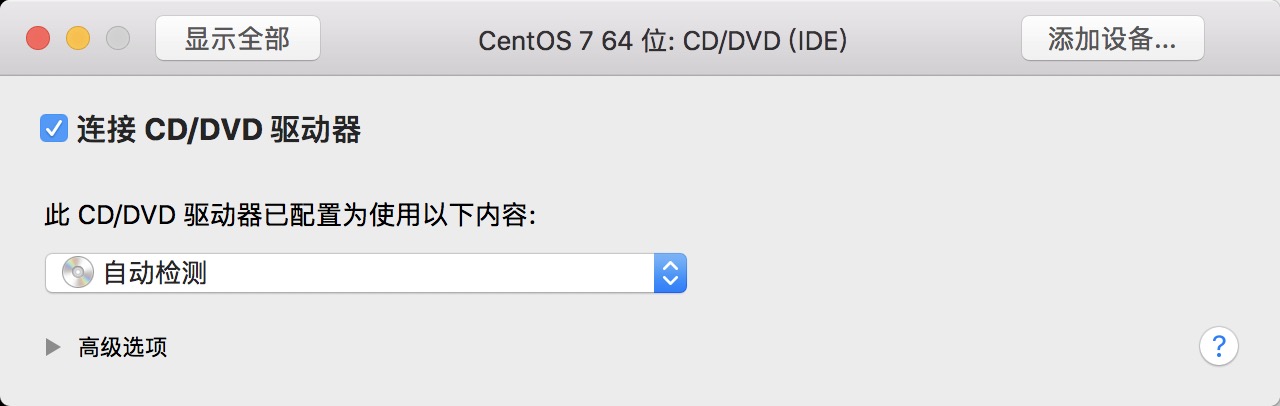 显示全部 CentOS 7 64 位: CD/DVD (IDE) 添加设备...
连接 CD/DVD 驱动器
此 CD/DVD 驱动器已配置为使用以下内容:
自动检测
高级选项 ?